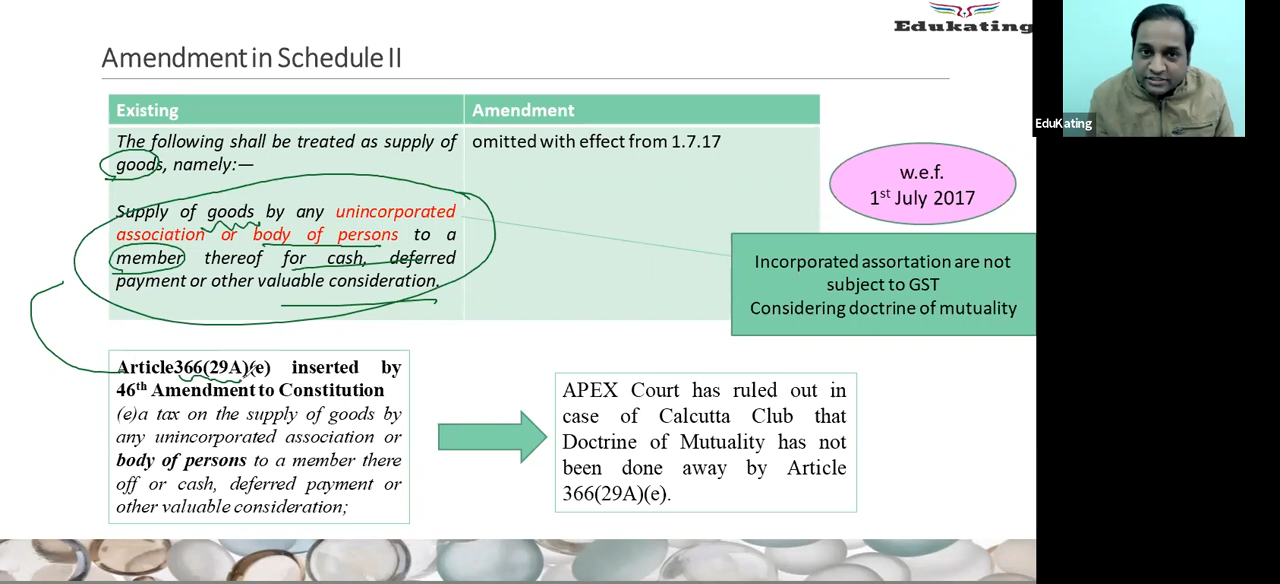 Edukating
Amendment in Schedule II
Existing
Amendment
The following shall be treated as supply of
goods, namely:—
omitted with effect from 1.7.17
Supply of goods by any unincorporated
association or body of persons to a
member thereof for cash, deferred
payment or other valuable consideration.
w.e.f.
1st July 2017
Incorporated assortation are not
subject to GST
Considering doctrine of mutuality
Article366(29A)(e) inserted by
46th Amendment to Constitution
(e)a tax on the supply of goods by
any unincorporated association or
body of persons to a member there
off or cash, deferred payment or
other valuable consideration;
APEX Court has ruled out in
case of Calcutta Club that
Doctrine of Mutuality has not
been done away by Article
366(29A)(e).
EduKating